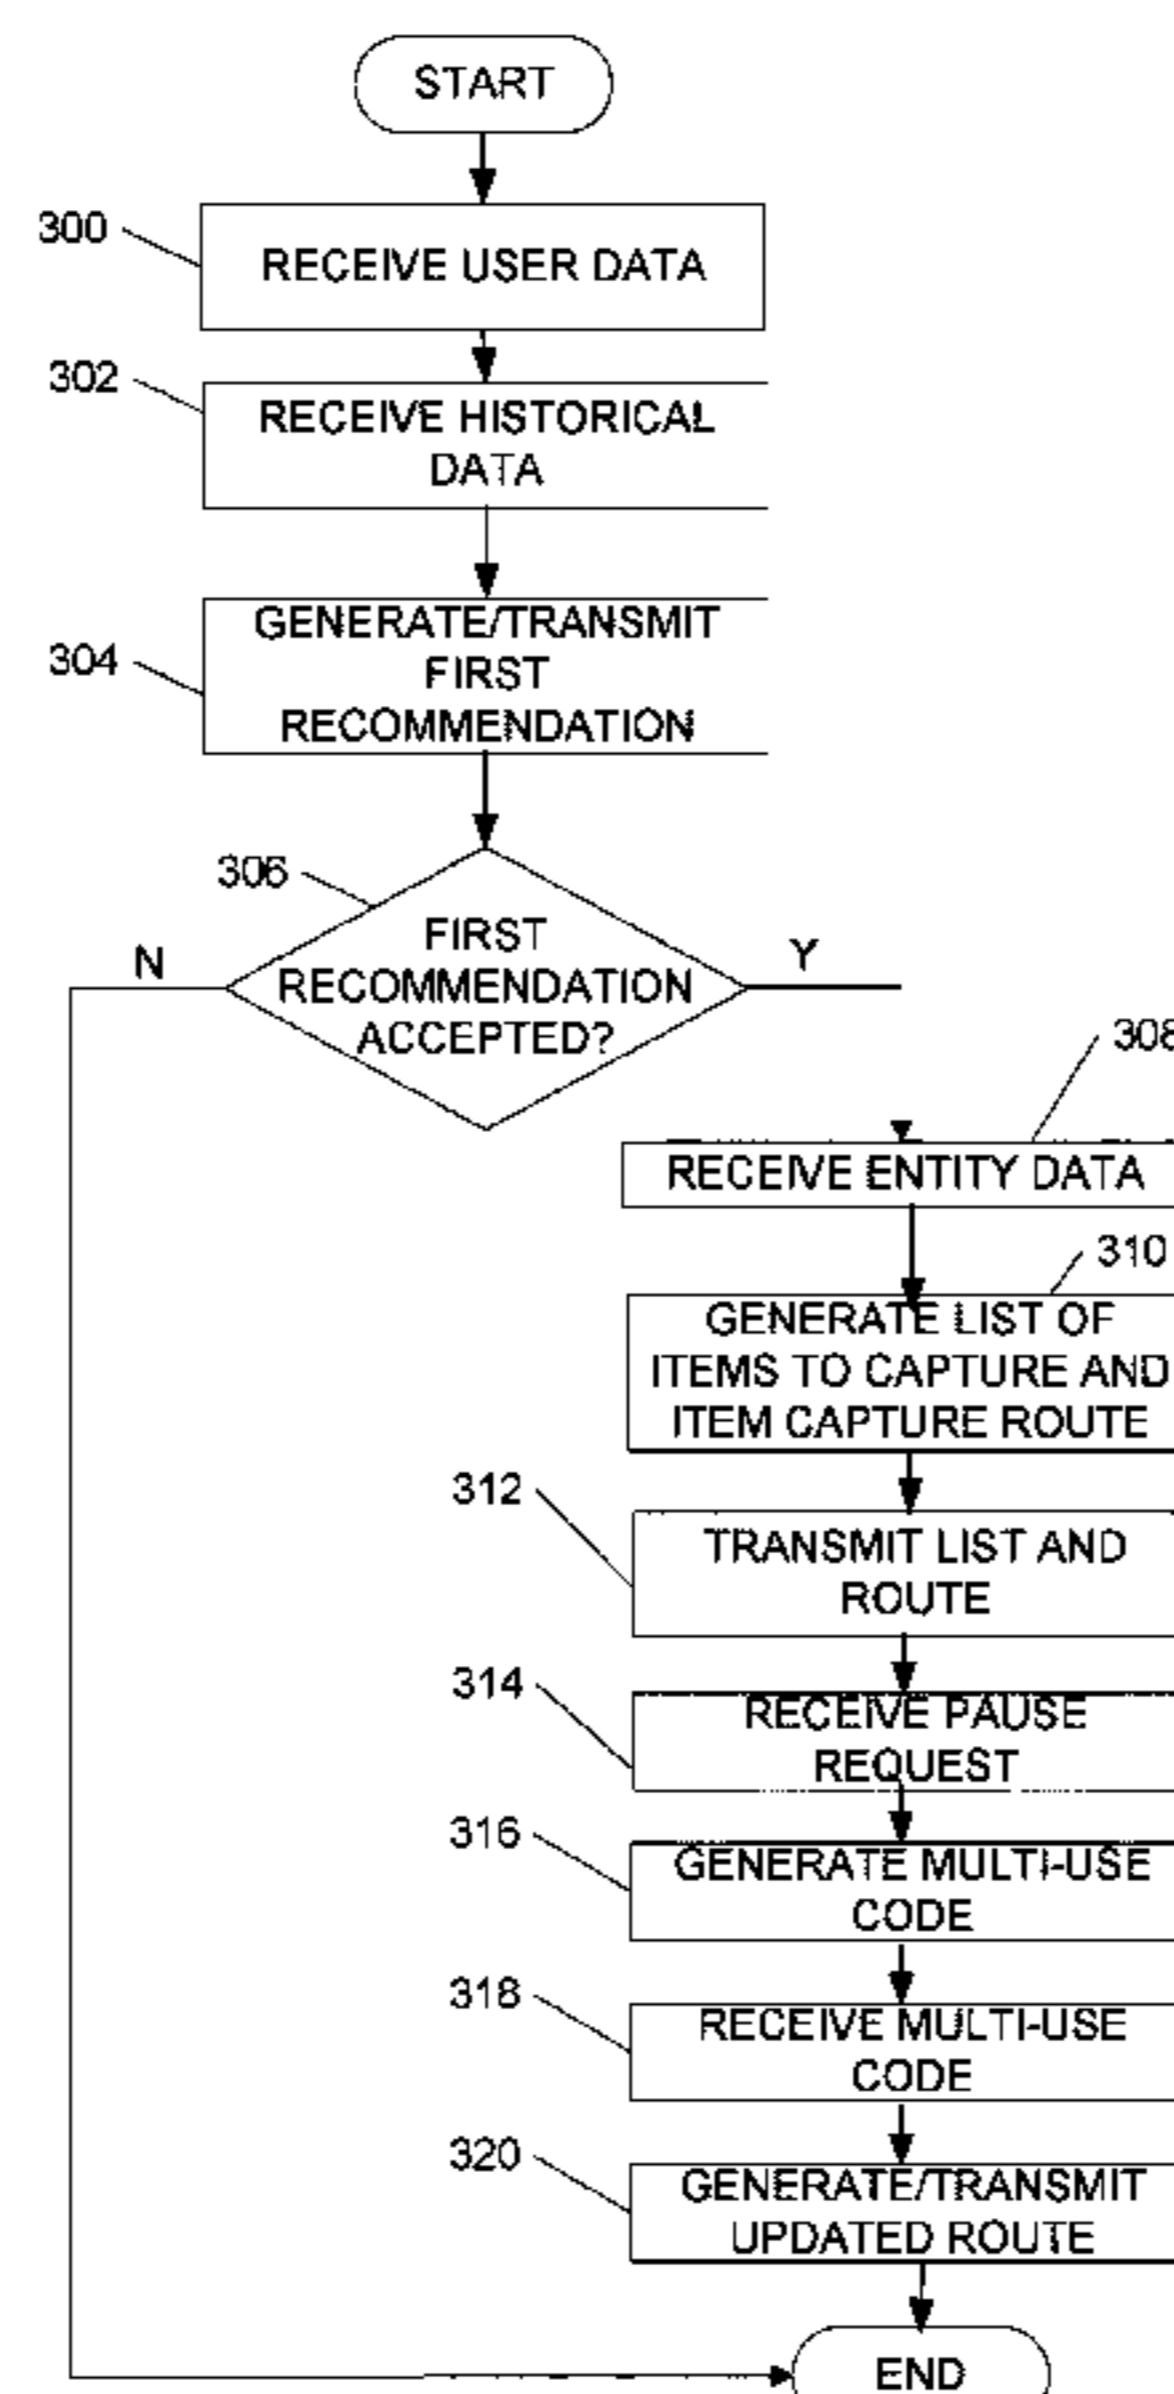 START
300
RECEIVE USER DATA
302
RECEIVE HISTORICAL
DATA
304
GENERATE/TRANSMIT
FIRST
RECOMMENDATION
306
FIRST
RECOMMENDATION
ACCEPTED?
N
Y
308
RECEIVE ENTITY DATA
310
GENERATE LIST OF
ITEMS TO CAPTURE AND
ITEM CAPTURE ROUTE
312
TRANSMIT LIST AND
ROUTE
314
RECEIVE PAUSE
REQUEST
316
GENERATE MULTI-USE
CODE
318
RECEIVE MULTI-USE
CODE
320
GENERATE/TRANSMIT
UPDATED ROUTE
END